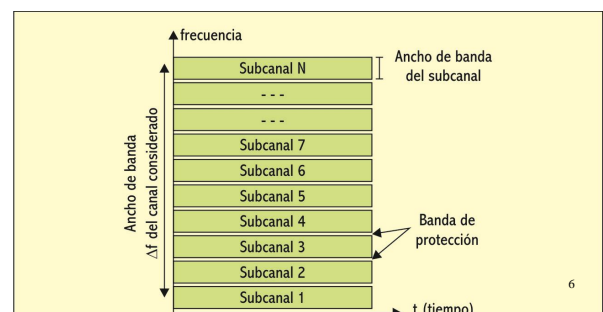 frecuencia
Ancho de banda
del subcanal
Subcanal N
- - -
- - -
Subcanal 7
Subcanal 6
Subcanal 5
Subcanal 4
Subcanal 3
Subcanal 2
Subcanal 1
Ancho de banda
Δf del canal considerado
Banda de
protección
6
t (tiempo)